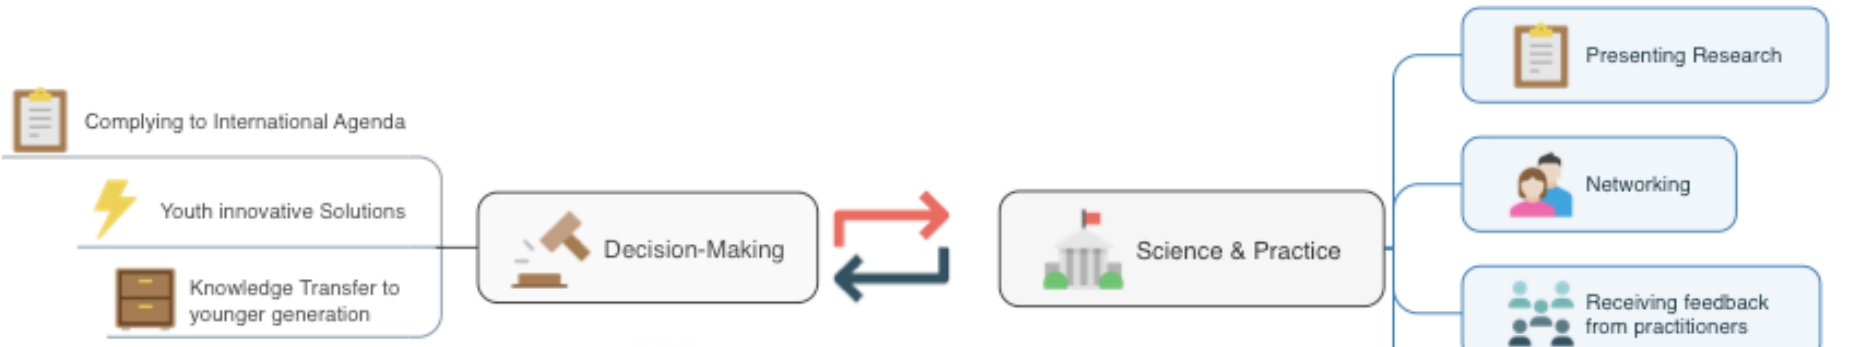 Complying to International Agenda
Youth innovative Solutions
Knowledge Transfer to
younger generation
Decision-Making
Science & Practice
Presenting Research
Networking
Receiving feedback
from practitioners